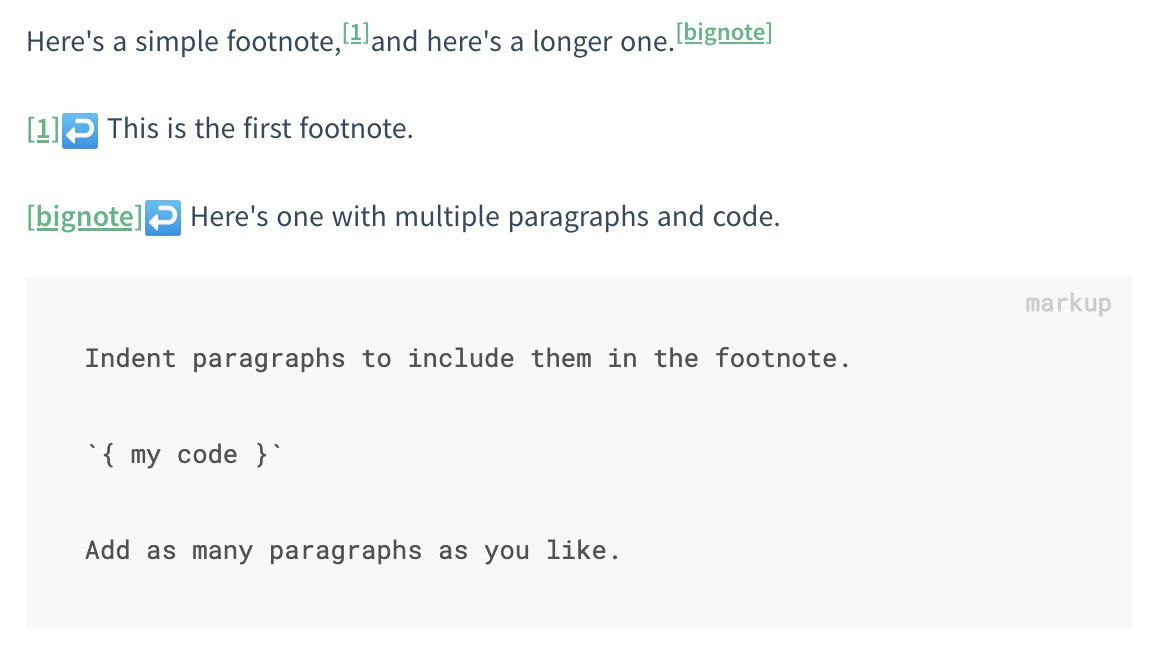 Here's a simple footnote,[1]and here's a longer one.[bignote]
[1]↩ This is the first footnote.
[bignote]↩ Here's one with multiple paragraphs and code.
markup
Indent paragraphs to include them in the footnote.
`{ my code }`
Add as many paragraphs as you like.